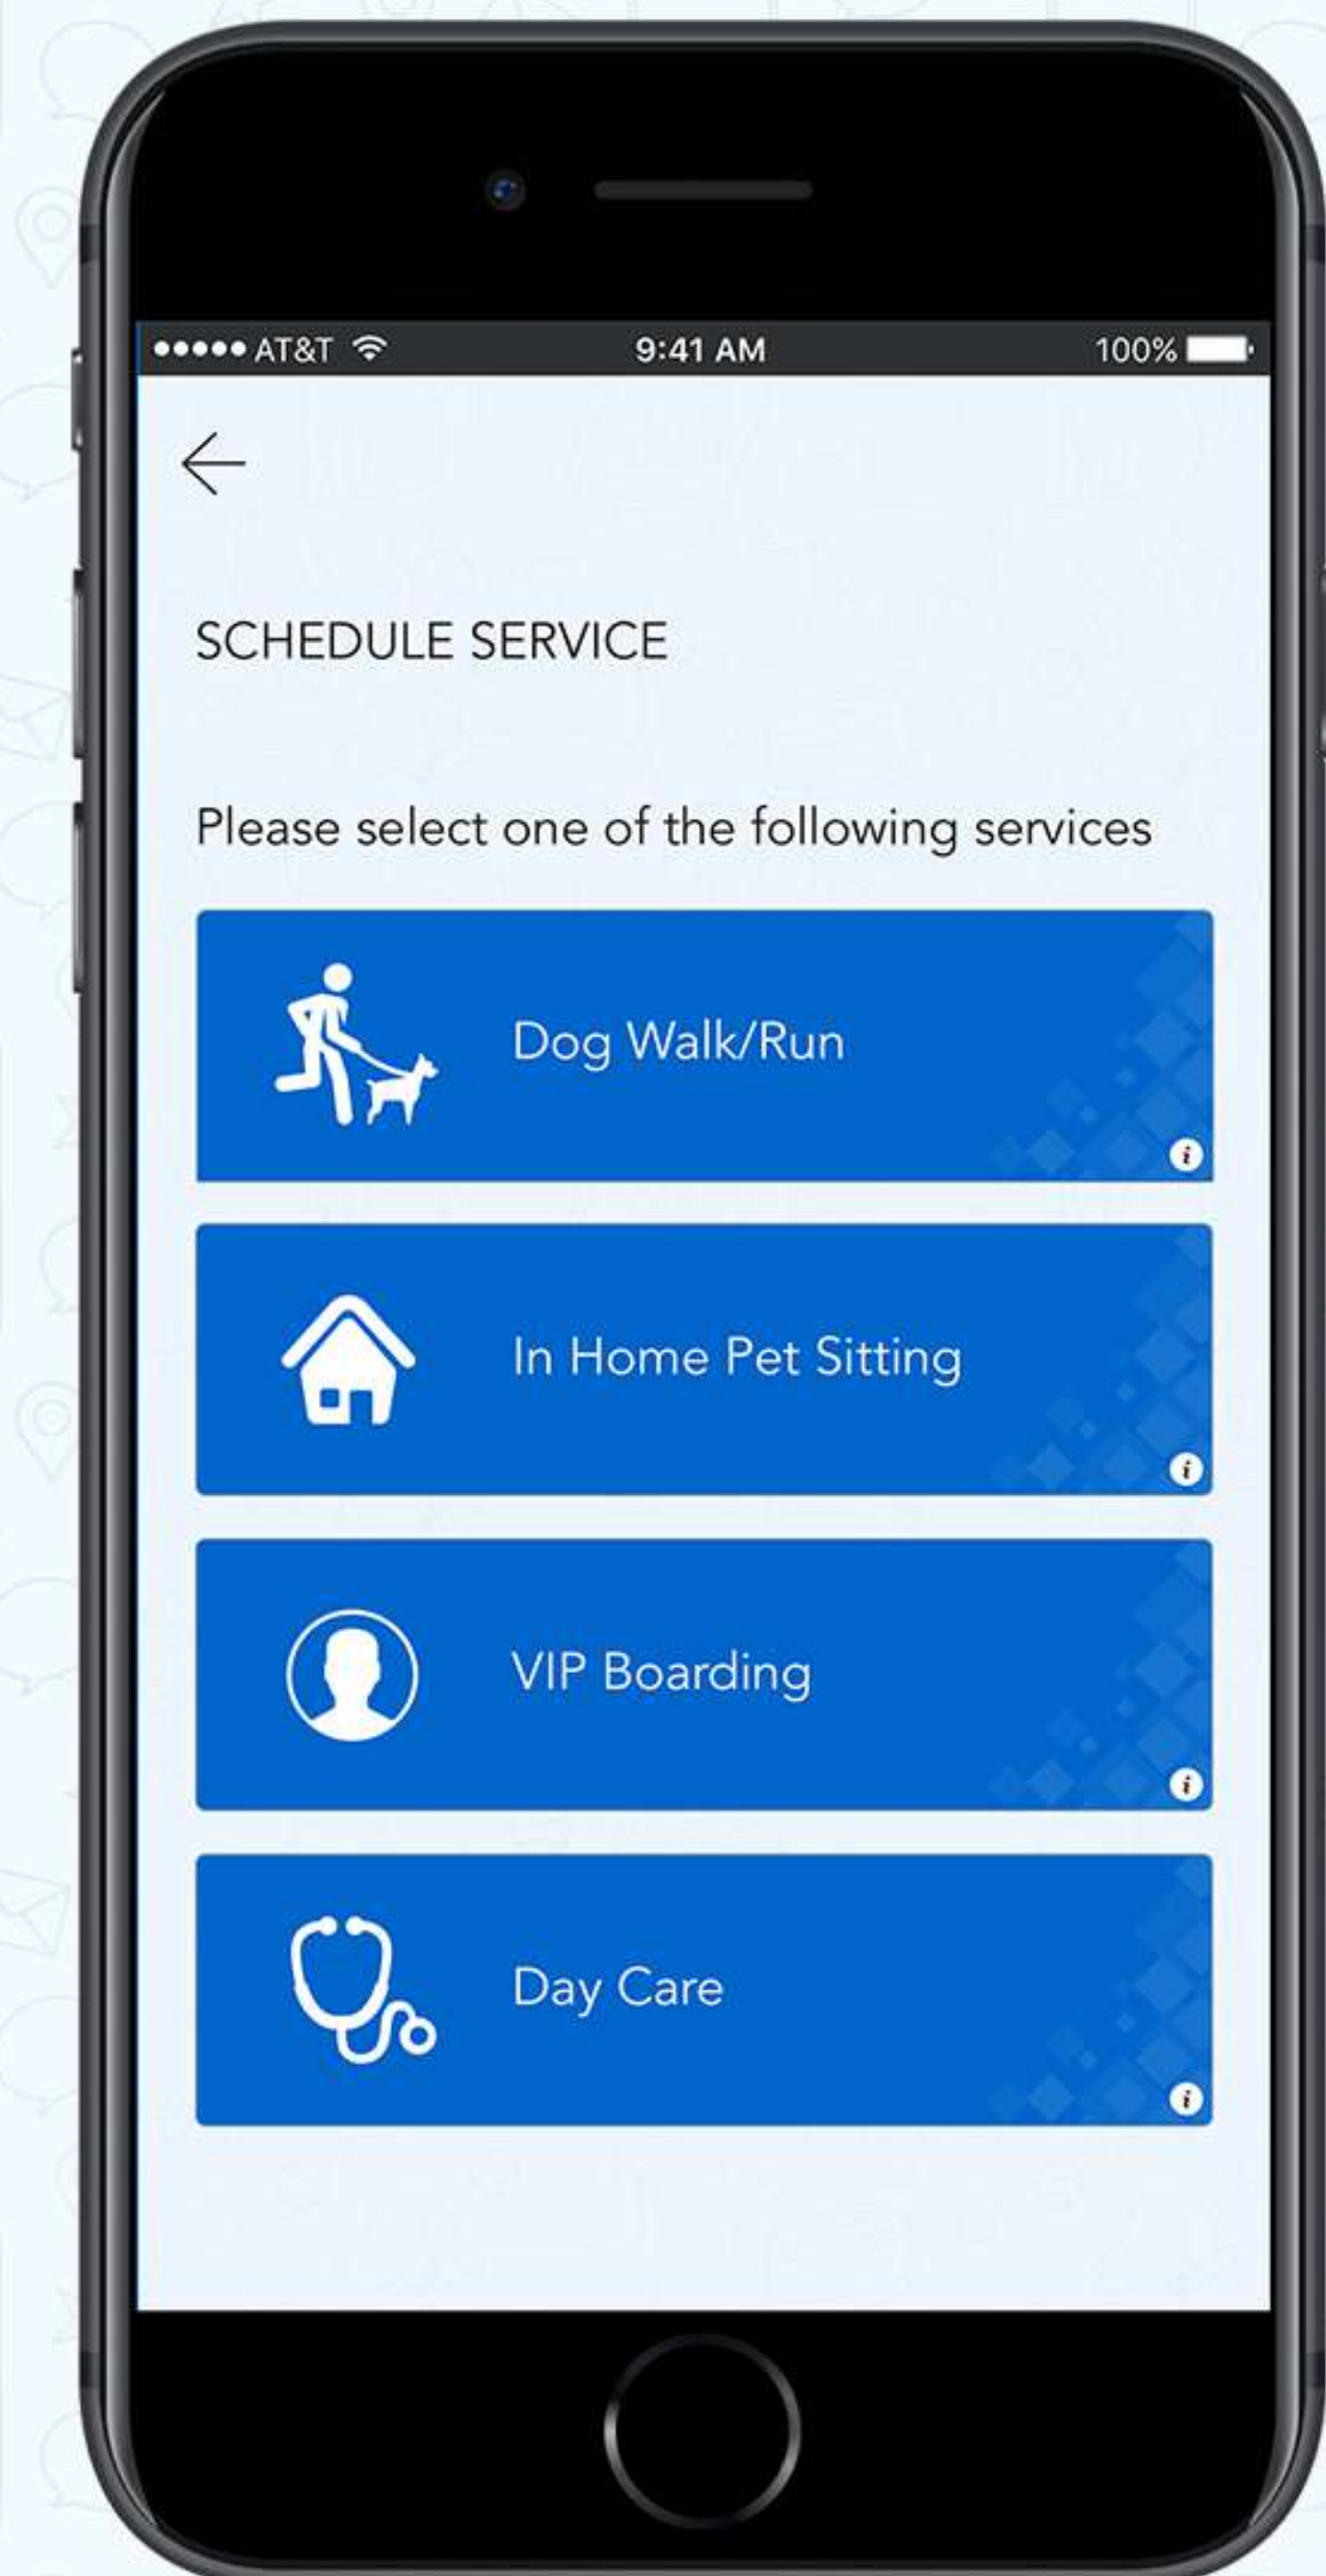 AT&T 9:41 AM 100%
SCHEDULE SERVICE
Please select one of the following services
Dog Walk/Run
i
In Home Pet Sitting
i
VIP Boarding
i
Day Care
i